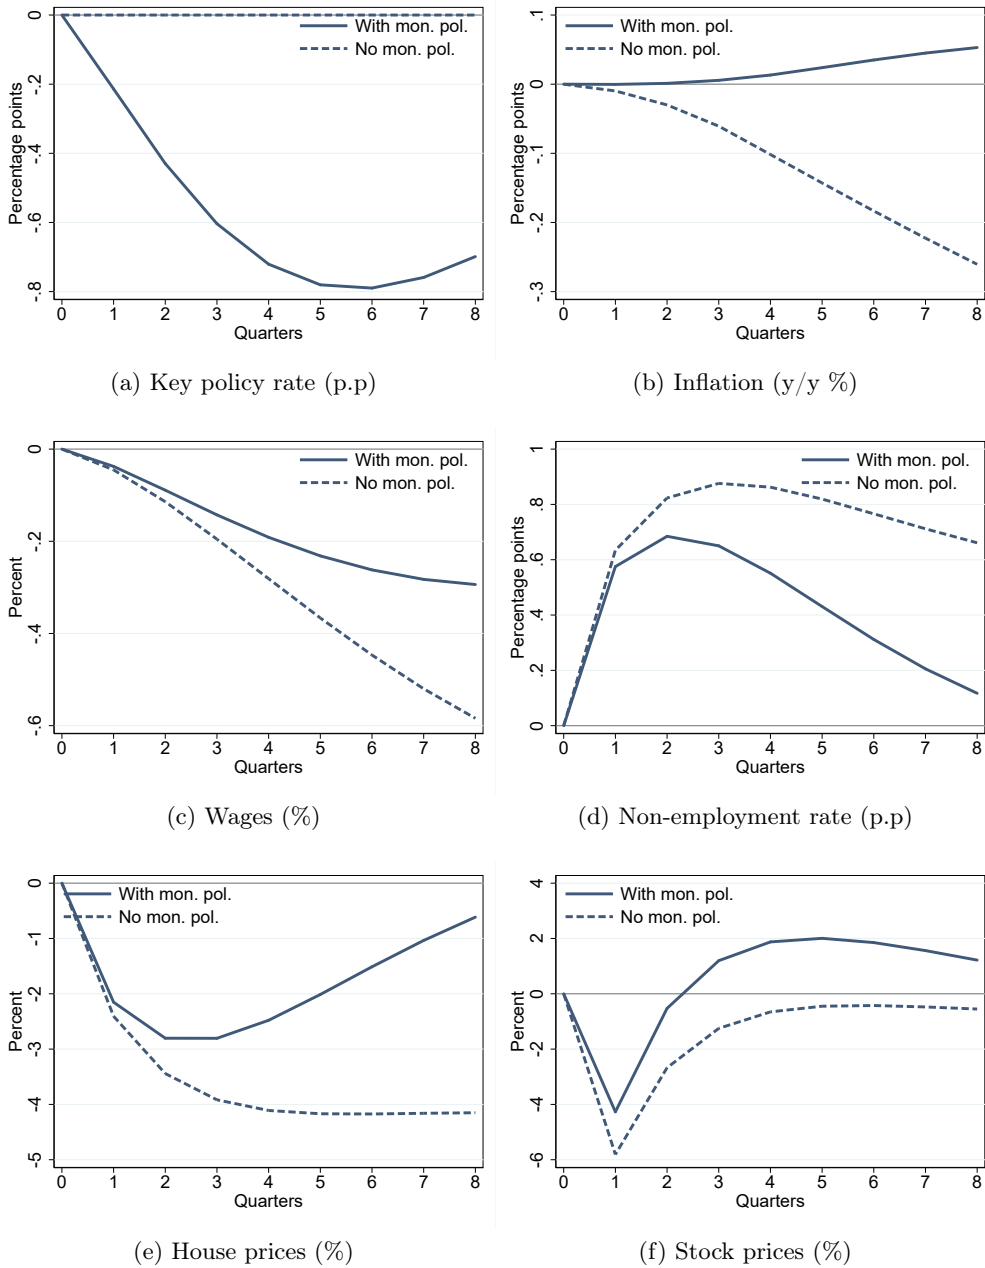 With mon. pol.
No mon. pol.
Percentage points
0
-.2
-.4
-.6
-.8
0 1 2 3 4 5 6 7 8
Quarters
(a) Key policy rate (p.p)
With mon. pol.
No mon. pol.
Percentage points
.1
0
-.1
-.2
-.3
0 1 2 3 4 5 6 7 8
Quarters
(b) Inflation (y/y %)
With mon. pol.
No mon. pol.
Percent
0
-.2
-.4
-.6
0 1 2 3 4 5 6 7 8
Quarters
(c) Wages (%)
With mon. pol.
No mon. pol.
Percentage points
1
.8
.6
.4
.2
0
0 1 2 3 4 5 6 7 8
Quarters
(d) Non-employment rate (p.p)
With mon. pol.
No mon. pol.
Percent
0
-1
-2
-3
-4
-5
0 1 2 3 4 5 6 7 8
Quarters
(e) House prices (%)
With mon. pol.
No mon. pol.
Percent
4
2
0
-2
-4
-6
0 1 2 3 4 5 6 7 8
Quarters
(f) Stock prices (%)